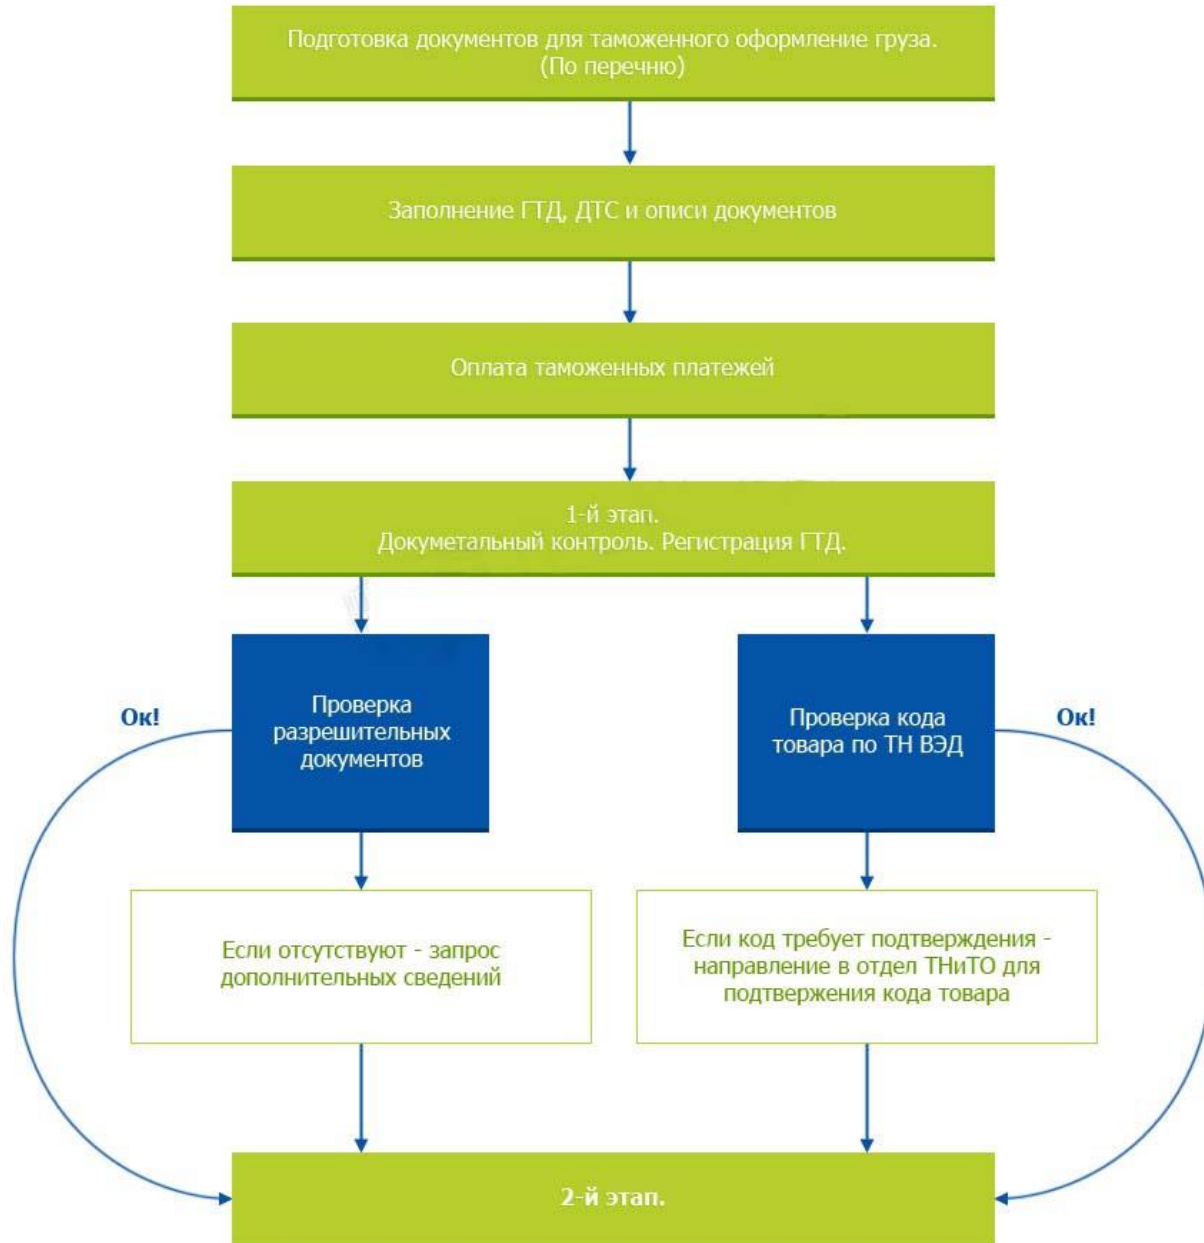 Подготовка документов для таможенного оформление груза.
(По перечню)
Заполнение ГТД, ДТС и описи документов
Оплата таможенных платежей
1-й этап.
Докуметальный контроль. Регистрация ГТД.
Ок!
Проверка
разрешительных
документов
Проверка кода
товара по ТН ВЭД
Ок!
Если отсутствуют - запрос
дополнительных сведений
Если код требует подтверждения -
направление в отдел ТНиТО для
подтвержения кода товара
2-й этап.